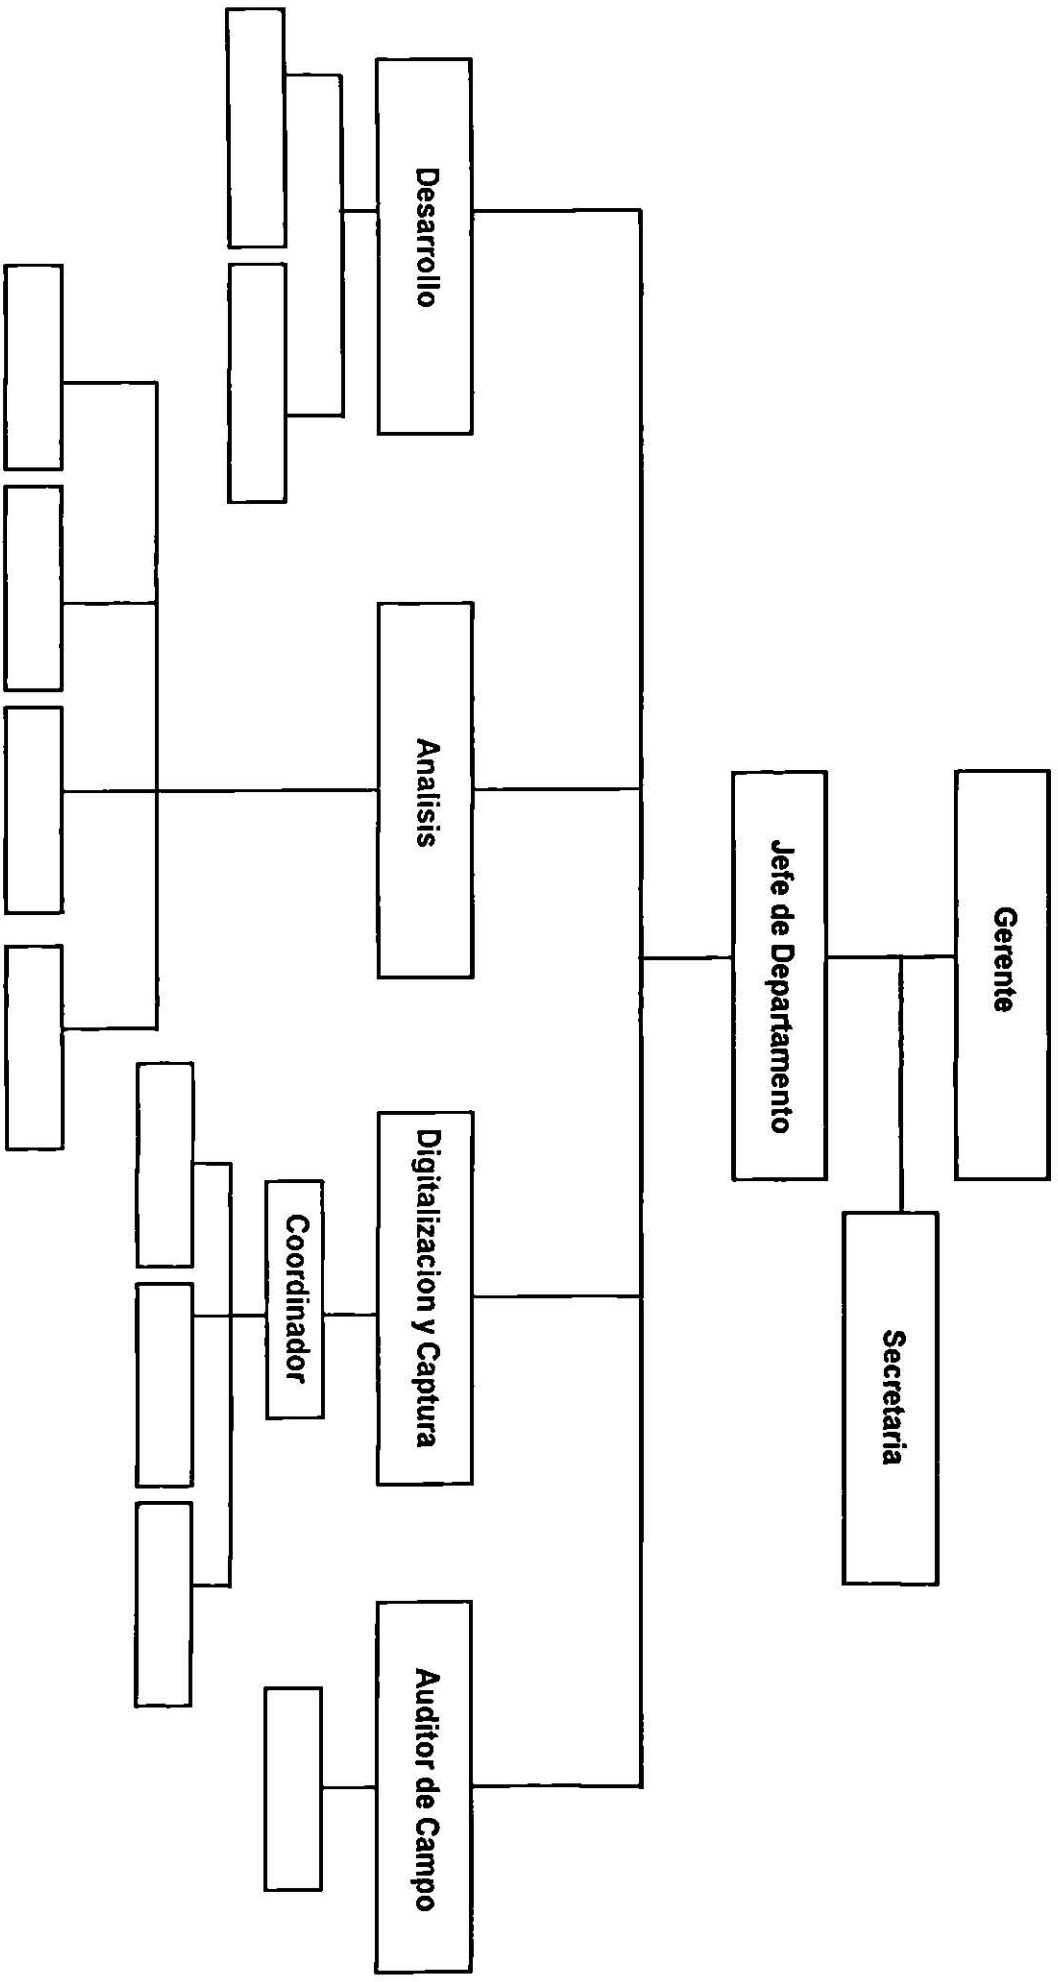 Gerente
Secretaria
Jefe de Departamento
Desarrollo
Analisis
Digitalizacion y Captura
Auditor de Campo
Coordinador